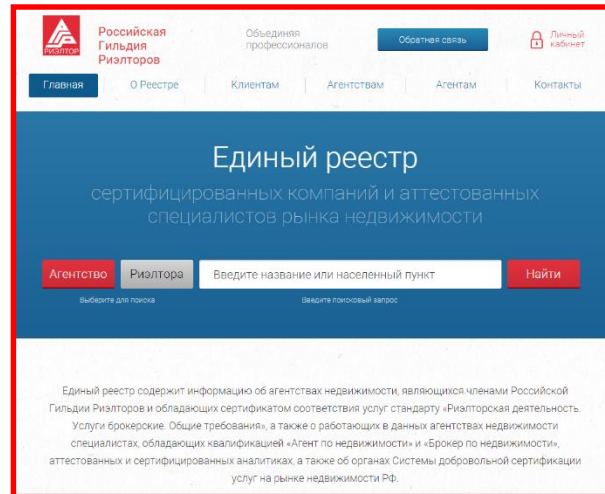 РИЭЛТОР
Российская
Гильдия
Риэлторов
Объединяя
профессионалов
Обратная связь
Личный
кабинет
Главная
О Реестре
Клиентам
Агентствам
Агентам
Контакты
Единый реестр
сертифицированных компаний и аттестованных
специалистов рынка недвижимости
Агентство
Риэлтора
Введите название или населенный пункт
Найти
Выберите для поиска
Введите поисковый запрос
Единый реестр содержит информацию об агентствах недвижимости, являющихся членами Российской
Гильдии Риэлторов и обладающих сертификатом соответствия услуг стандарту «Риэлторская деятельность.
Услуги брокерские. Общие требования», а также о работающих в данных агентствах недвижимости
специалистах, обладающих квалификацией «Агент по недвижимости» и «Брокер по недвижимости»,
аттестованных и сертифицированных аналитиках, а также об органах Системы добровольной сертификации
услуг на рынке недвижимости РФ.